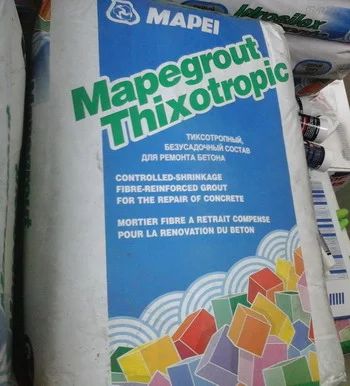 MAPEI
Mapegrout
Thixotropic
ТИКСОТРОПНЫЙ,
БЕЗУСАДОЧНЫЙ СОСТАВ
ДЛЯ РЕМОНТА БЕТОНА
CONTROLLED-SHRINKAGE
FIBRE-REINFORCED GROUT
FOR THE REPAIR OF CONCRETE
MORTIER FIBRE A RETRAIT COMPENSE
POUR LA RENOVATION DU BETON